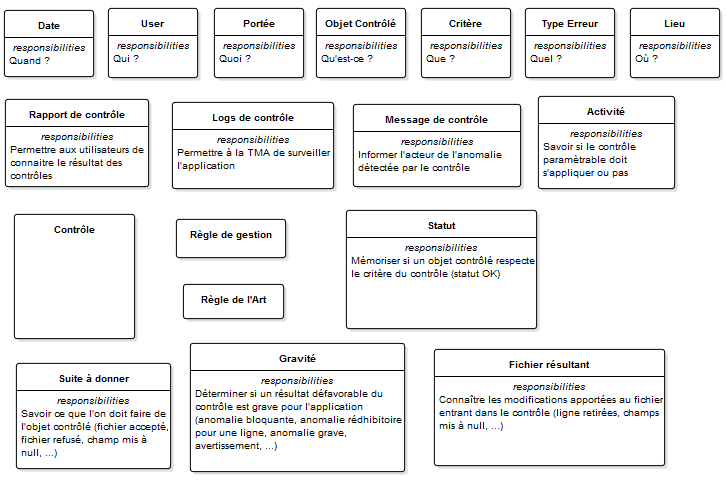 Date
responsibilities
Quand ?
User
responsibilities
Qui ?
Portée
responsibilities
Quoi ?
Objet Contrôlé
responsibilities
Qu'est-ce ?
Critère
responsibilities
Que ?
Type Erreur
responsibilities
Quel ?
Lieu
responsibilities
Où ?
Rapport de contrôle
responsibilities
Permettre aux utilisateurs de
connaitre le résultat des
contrôles
Logs de contrôle
responsibilities
Permettre à la TMA de surveiller
l'application
Message de contrôle
responsibilities
Informer l'acteur de l'anomalie
détectée par le contrôle
Activité
responsibilities
Savoir si le contrôle
paramètrable doit
s'appliquer ou pas
Contrôle
Règle de gestion
Règle de l'Art
Statut
responsibilities
Mémoriser si un objet contrôlé respecte
le critère du contrôle (statut OK)
Suite à donner
responsibilities
Savoir ce que l'on doit faire de
l'objet contrôlé (fichier accepté,
fichier refusé, champ mis à
null, ...)
Gravité
responsibilities
Déterminer si un résultat défavorable du
contrôle est grave pour l'application
(anomalie bloquante, anomalie rédhibitoire
pour une ligne, anomalie grave,
avertissement, ...)
Fichier résultant
responsibilities
Connaître les modifications apportées au fichier
entrant dans le contrôle (ligne retirées, champs
mis à null, ...)